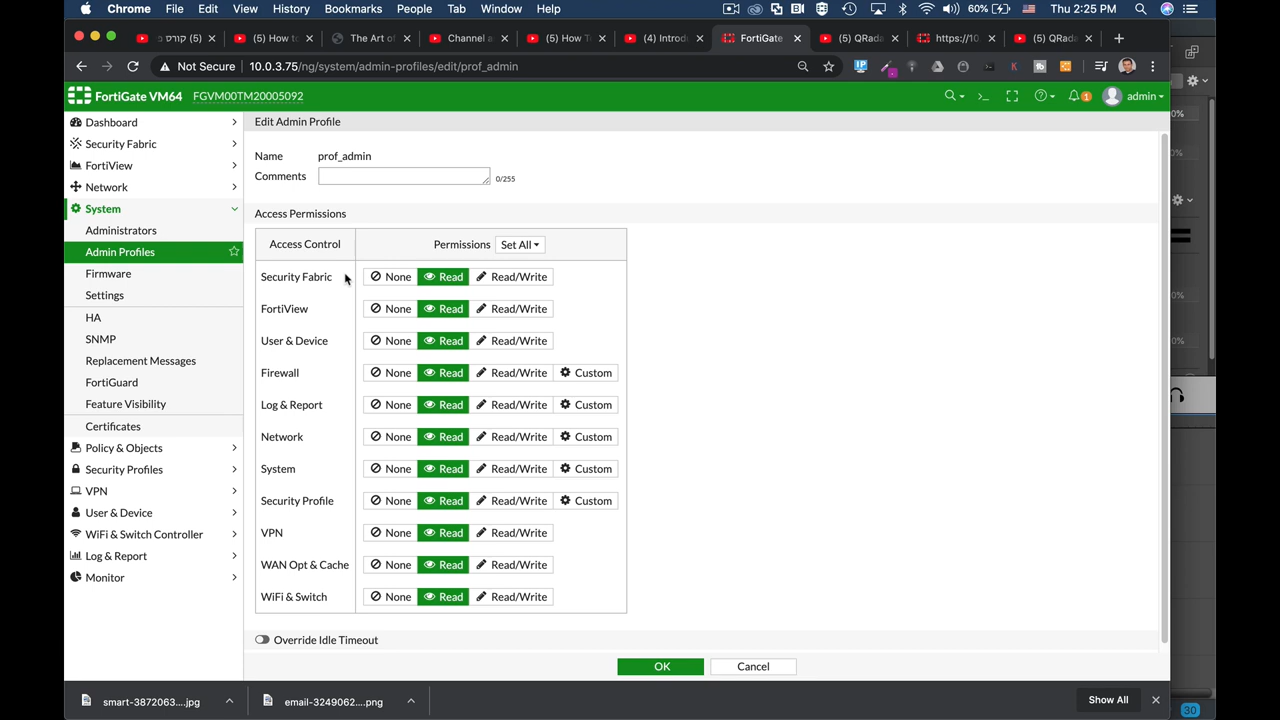 Chrome File Edit View History Bookmarks People Tab Window Help 60% Thu 2:25 PM
(5) קורס מ (5) How to The Art of Channel a (5) How T (4) Introd FortiGate (5) QRada https://10 (5) QRada
Not Secure 10.0.3.75/ng/system/admin-profiles/edit/prof_admin
FortiGate VM64 FGVM00TM20005092 1 admin
Dashboard
Security Fabric
FortiView
Network
System
Administrators
Admin Profiles
Firmware
Settings
HA
SNMP
Replacement Messages
FortiGuard
Feature Visibility
Certificates
Policy & Objects
Security Profiles
VPN
User & Device
WiFi & Switch Controller
Log & Report
Monitor
Edit Admin Profile
Name prof_admin
Comments 0/255
Access Permissions
Access Control Permissions Set All
Security Fabric None Read Read/Write
FortiView None Read Read/Write
User & Device None Read Read/Write
Firewall None Read Read/Write Custom
Log & Report None Read Read/Write Custom
Network None Read Read/Write Custom
System None Read Read/Write Custom
Security Profile None Read Read/Write Custom
VPN None Read Read/Write
WAN Opt & Cache None Read Read/Write
WiFi & Switch None Read Read/Write
Override Idle Timeout
OK Cancel
smart-3872063....jpg email-3249062....png Show All
30